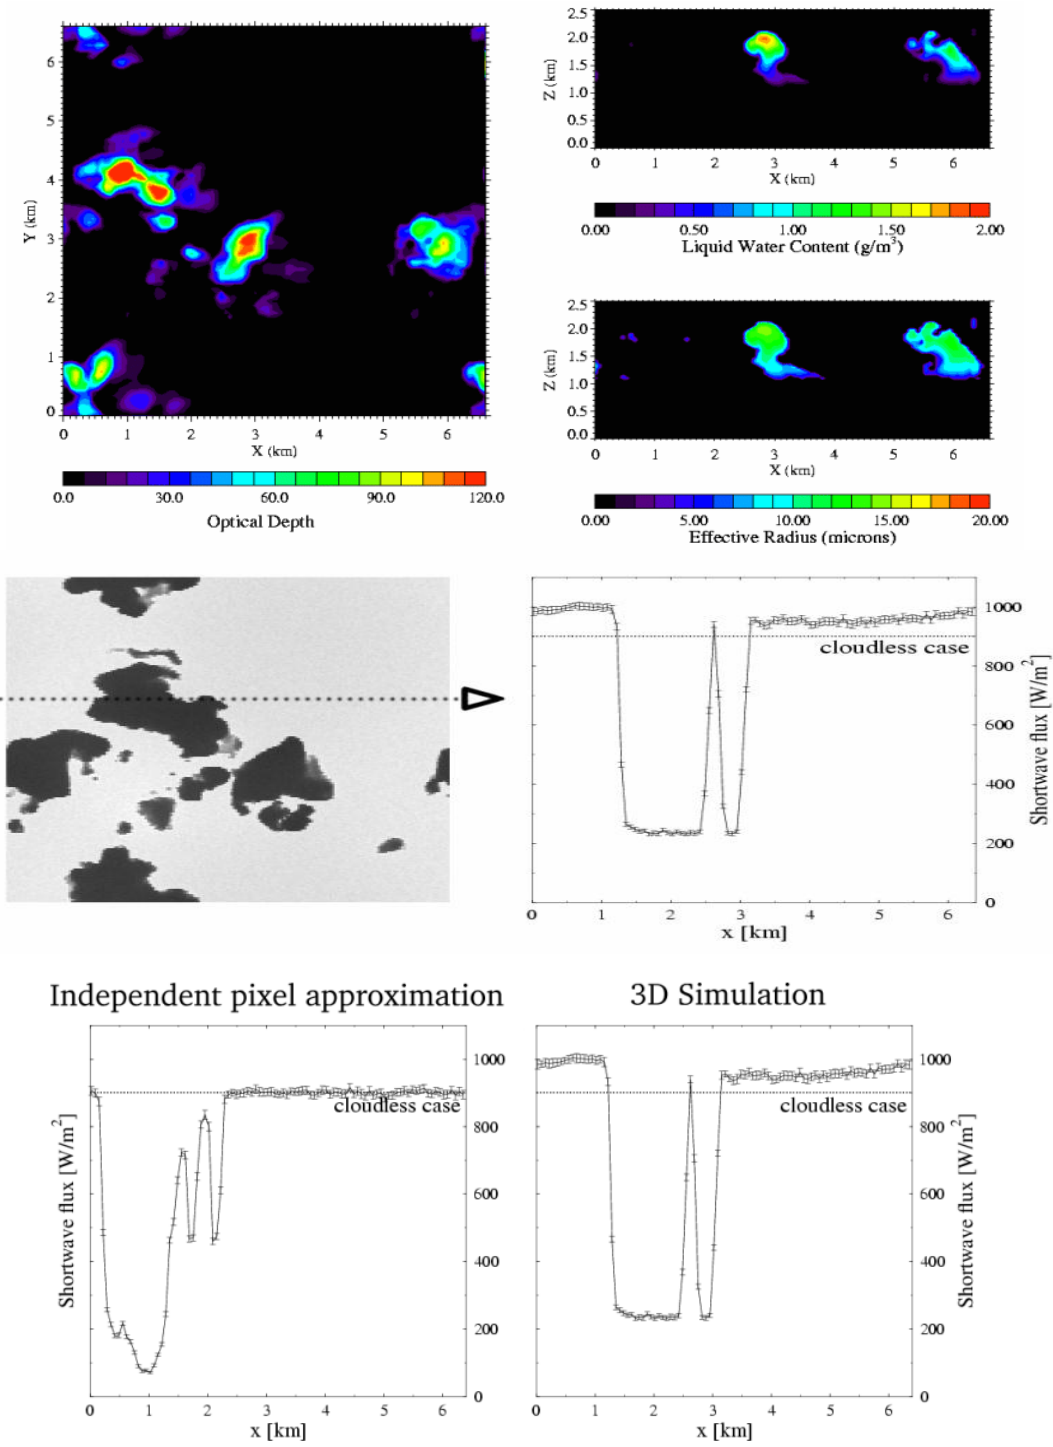 6
5
4
3
2
1
0
Y (km)
0 1 2 3 4 5 6
X (km)
0.0 30.0 60.0 90.0 120.0
Optical Depth
2.5
2.0
1.5
1.0
0.5
0.0
Z (km)
0 1 2 3 4 5 6
X (km)
0.00 0.50 1.00 1.50 2.00
Liquid Water Content (g/m³)
2.5
2.0
1.5
1.0
0.5
0.0
Z (km)
0 1 2 3 4 5 6
X (km)
0.00 5.00 10.00 15.00 20.00
Effective Radius (microns)
1000
cloudless case
800
600
400
200
0
Shortwave flux [W/m²]
0 1 2 3 4 5 6
x [km]
Independent pixel approximation
Shortwave flux [W/m²]
1000
cloudless case
800
600
400
200
0
0 1 2 3 4 5 6
x [km]
3D Simulation
1000
cloudless case
800
600
400
200
0
Shortwave flux [W/m²]
0 1 2 3 4 5 6
x [km]